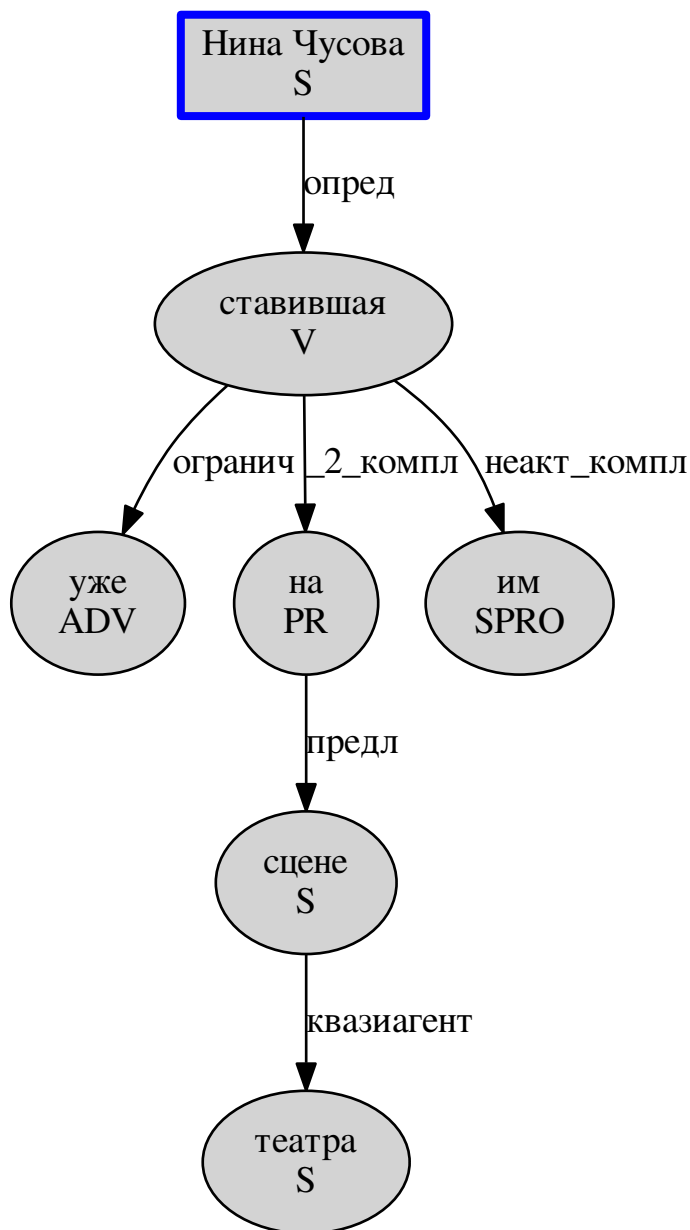 Нина Чусова
S
опред
ставившая
V
огранич _2_компл неакт_компл
уже
ADV
на
PR
им
SPRO
предл
сцене
S
квазиагент
театра
S